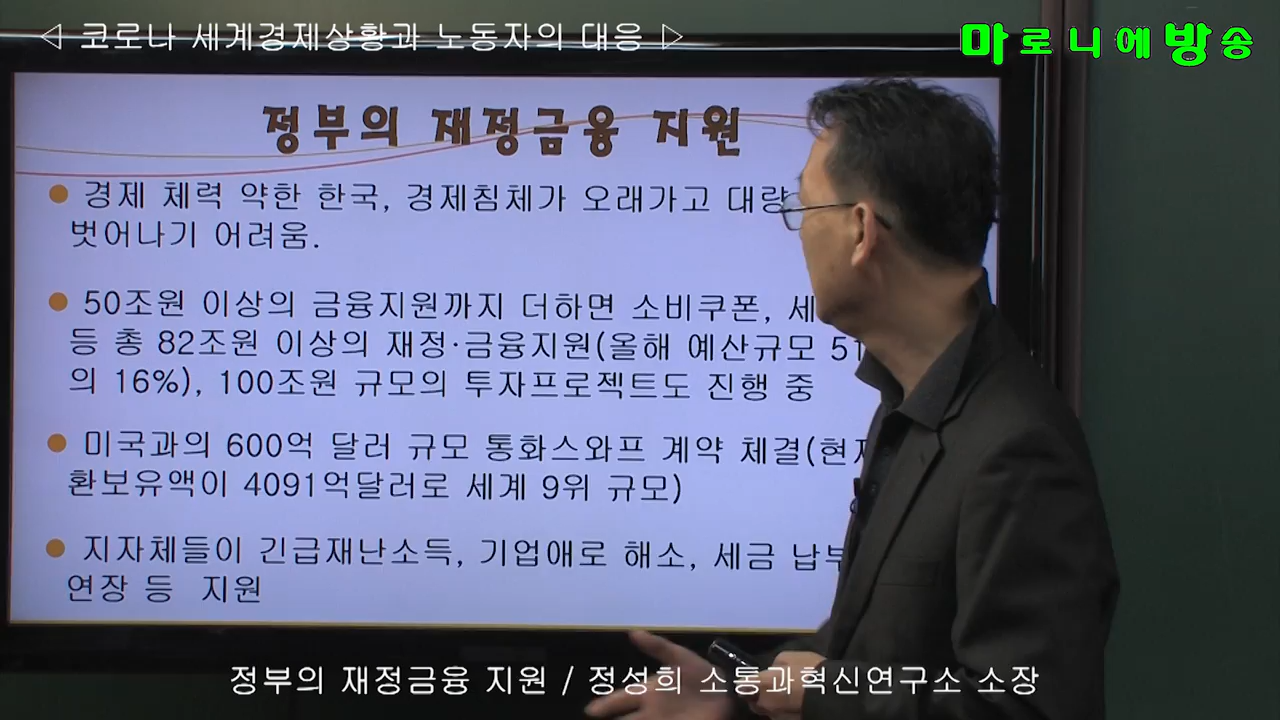 ◁ 코로나 세계경제상황과 노동자의 대응 ▷
마로니에방송
정부의 재정금융 지원
● 경제 체력 약한 한국, 경제침체가 오래가고 대량
벗어나기 어려움.
● 50조원 이상의 금융지원까지 더하면 소비쿠폰,
등 총 82조원 이상의 재정·금융지원(올해 예산규모
의 16%), 100조원 규모의 투자프로젝트도 진행 중
● 미국과의 600억 달러 규모 통화스와프 계약 체결
환보유액이 4091억달러로 세계 9위 규모)
● 지자체들이 긴급재난소득, 기업애로 해소, 세금
연장 등 지원
정부의 재정금융 지원 / 정성희 소통과혁신연구소 소장